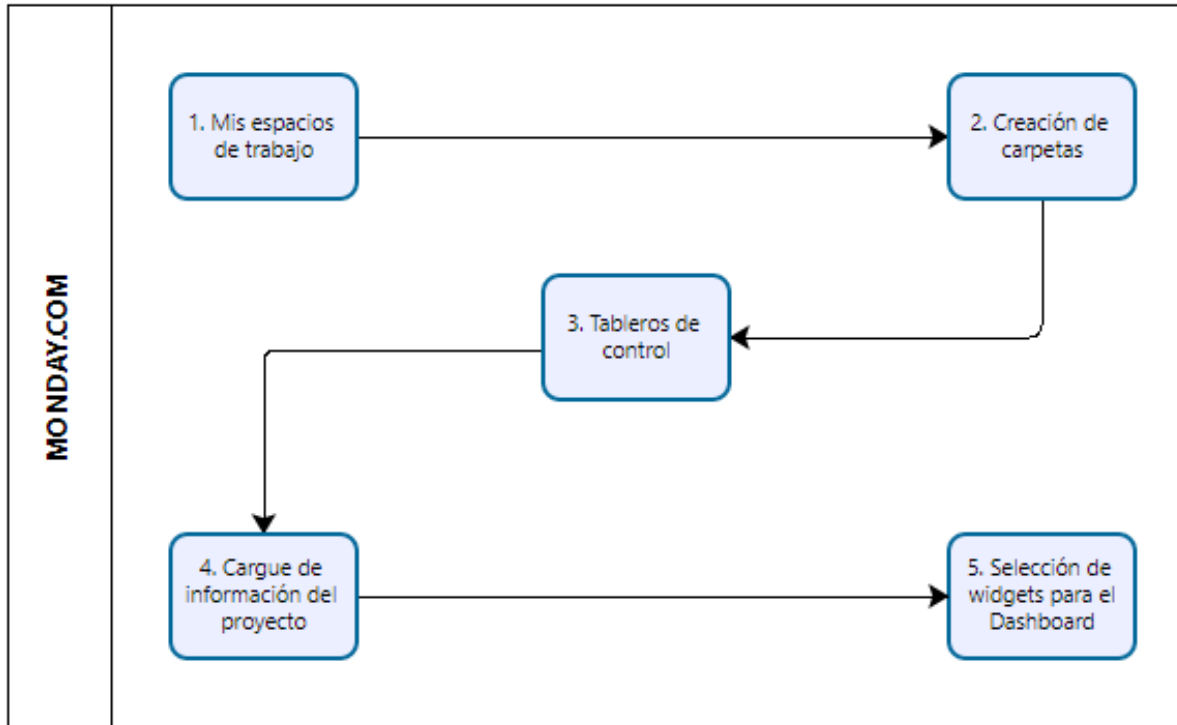 MONDAY.COM
1. Mis espacios
de trabajo
2. Creación de
carpetas
3. Tableros de
control
4. Cargue de
información del
proyecto
5. Selección de
widgets para el
Dashboard